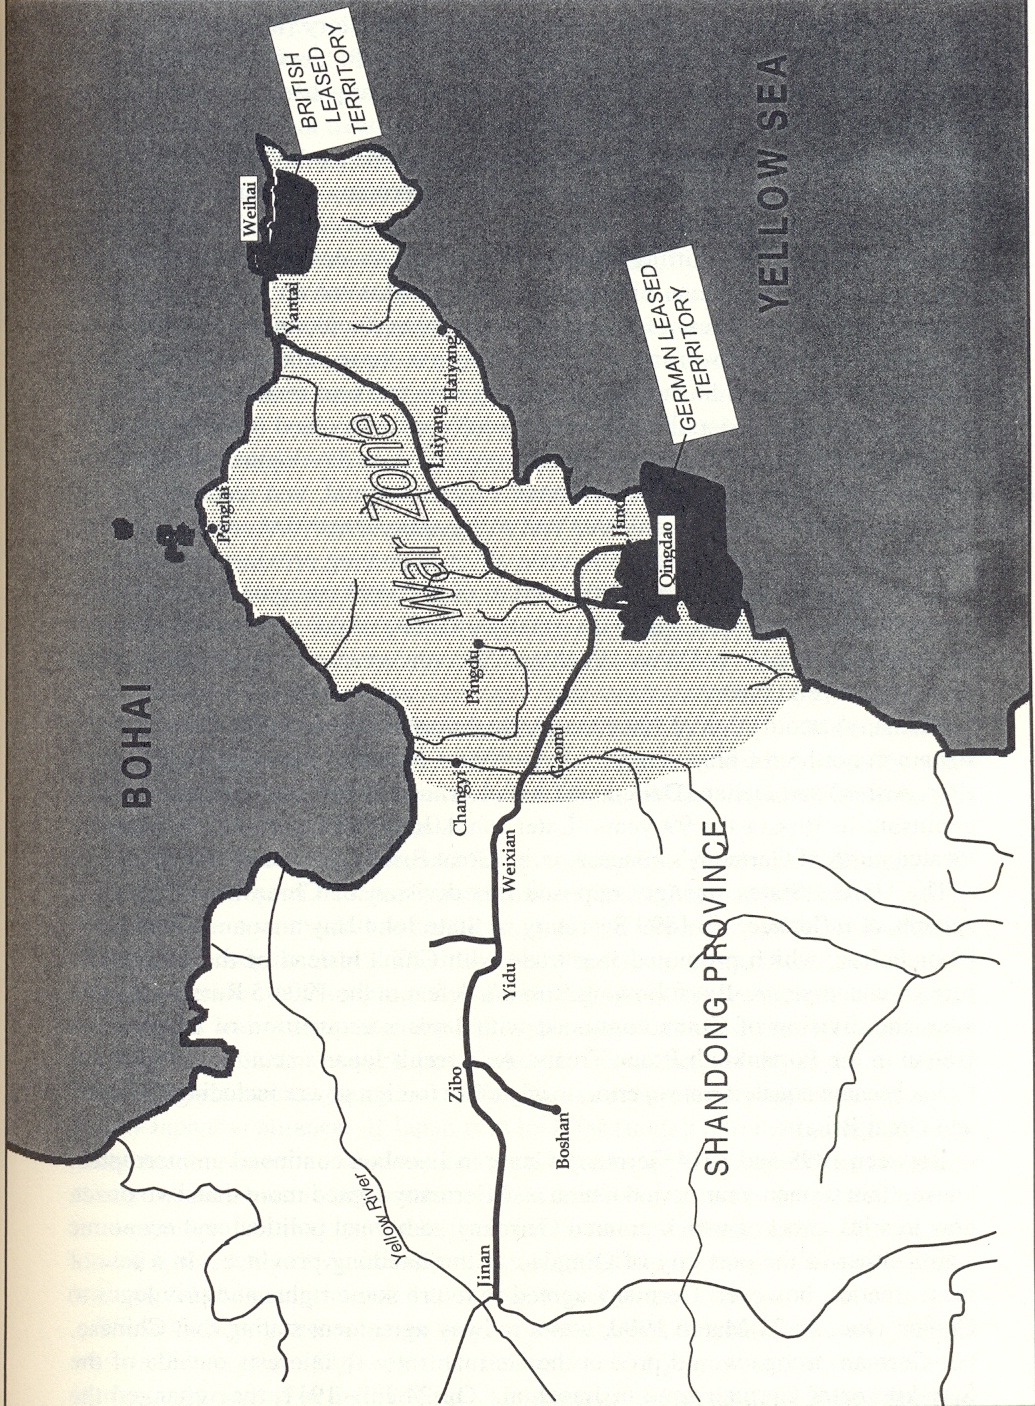 BRITISH
LEASED
TERRITORY
Weihai
YELLOW SEA
Yantai
GERMAN LEASED
TERRITORY
Haiyang
Laiyang
War Zone
Penglai
Jimo
Qingdao
Pingdu
BOHAI
Gaomi
Changyi
Weixian
SHANDONG PROVINCE
Yidu
Zibo
Boshan
Yellow River
Jinan